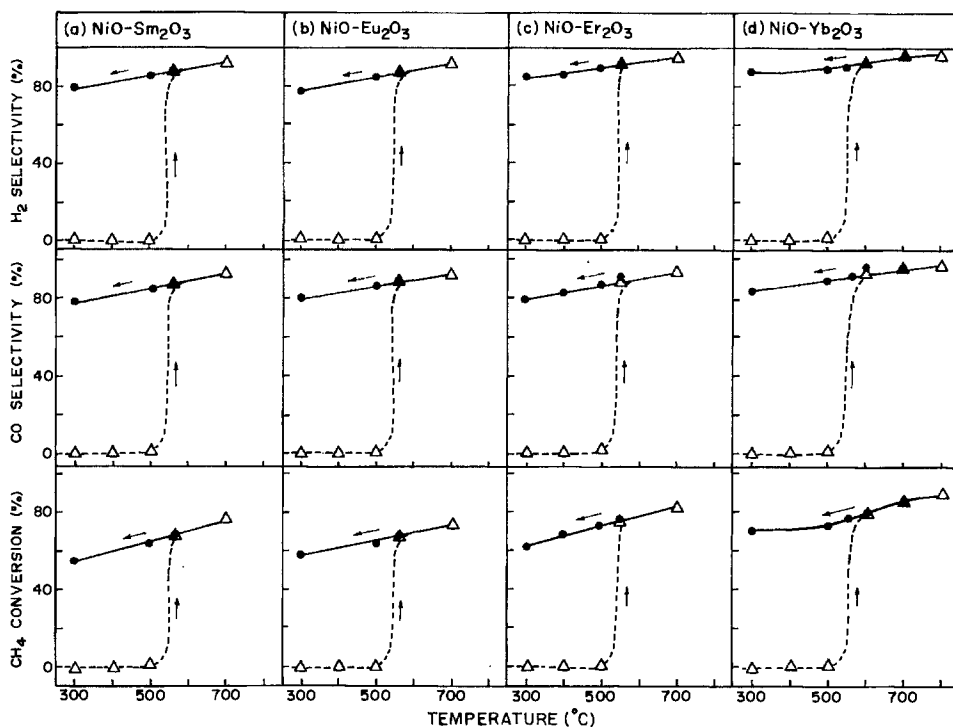 (a) NiO-Sm₂O₃
(b) NiO-Eu₂O₃
(c) NiO-Er₂O₃
(d) NiO-Yb₂O₃
H₂ SELECTIVITY (%)
80
40
0
CO SELECTIVITY (%)
80
40
0
CH₄ CONVERSION (%)
80
40
0
300 500 700 300 500 700 300 500 700 300 500 700
TEMPERATURE (°C)